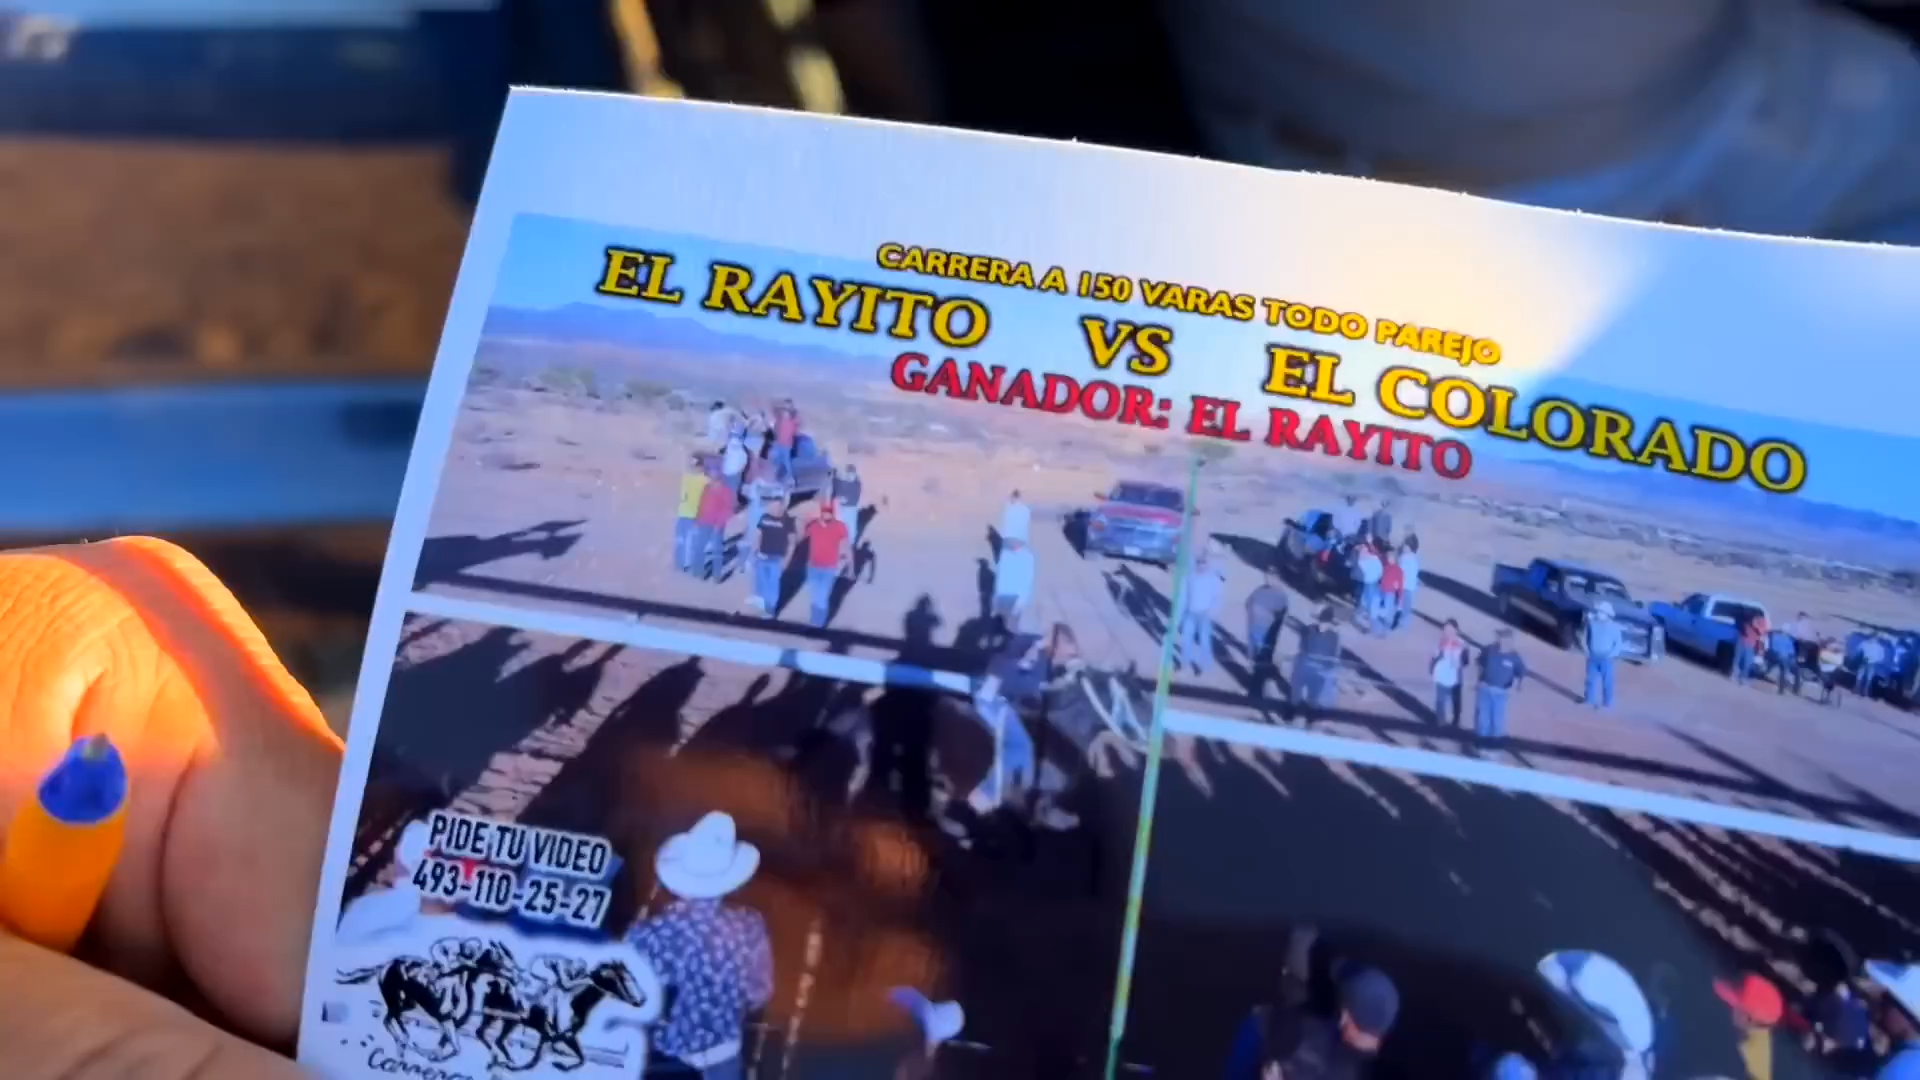 CARRERA A 150 VARAS TODO PAREJO
EL RAYITO VS EL COLORADO
GANADOR: EL RAYITO
PIDE TU VIDEO
493-110-25-27